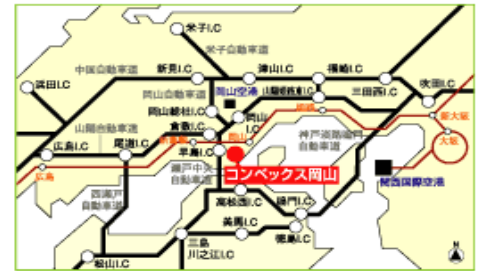 米子I.C
米子自動車道
中国自動車道
新見I.C
津山I.C
福崎I.C
吹田I.C
浜田I.C
岡山自動車道
岡山空港
三田西I.C
岡山総社I.C
岡山
I.C
新大阪
山陽自動車道
倉敷I.C
岡山
神戸淡路鳴門
自動車道
大阪
広島I.C
尾道I.C
早島I.C
広島
瀬戸中央
自動車道
コンベックス岡山
関西国際空港
西瀬戸
自動車道
高松西I.C
鳴門I.C
美馬I.C
徳島I.C
三島
川之江I.C
松山I.C
N